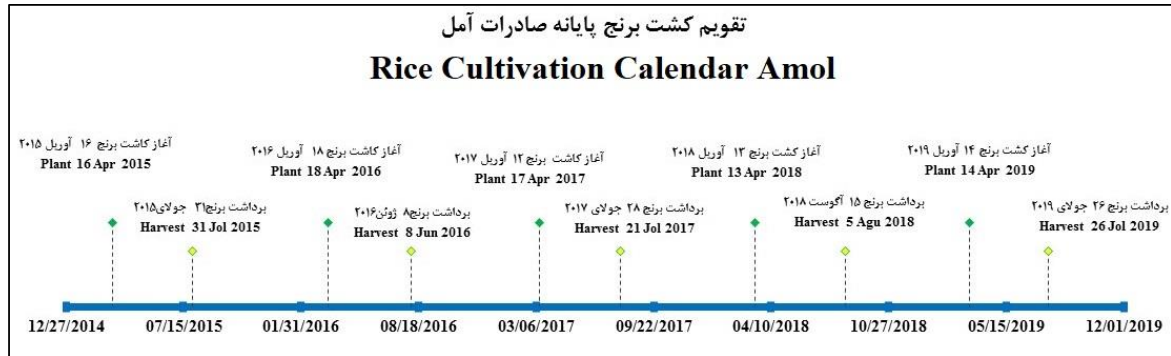 تقویم کشت برنج پایانه صادرات آمل
Rice Cultivation Calendar Amol
آغاز کاشت برنج ۱۶ آوریل ۲۰۱۵
Plant 16 Apr 2015
برداشت برنج۳۱ جولای۲۰۱۵
Harvest 31 Jol 2015
آغاز کاشت برنج ۱۸ آوریل ۲۰۱۶
Plant 18 Apr 2016
برداشت برنج۸ ژوئن۲۰۱۶
Harvest 8 Jun 2016
آغاز کاشت برنج ۱۲ آوریل ۲۰۱۷
Plant 17 Apr 2017
برداشت برنج ۲۸ جولای ۲۰۱۷
Harvest 21 Jol 2017
آغاز کشت برنج ۱۳ آوریل ۲۰۱۸
Plant 13 Apr 2018
برداشت برنج ۱۵ آگوست ۲۰۱۸
Harvest 5 Agu 2018
آغاز کشت برنج ۱۴ آوریل ۲۰۱۹
Plant 14 Apr 2019
برداشت برنج ۲۶ جولای ۲۰۱۹
Harvest 26 Jol 2019
12/27/2014 07/15/2015 01/31/2016 08/18/2016 03/06/2017 09/22/2017 04/10/2018 10/27/2018 05/15/2019 12/01/2019